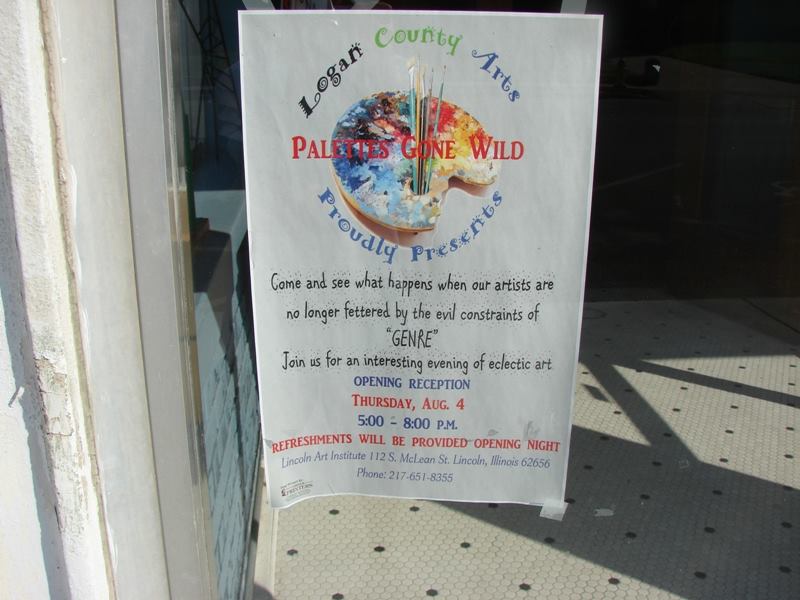 Logan County Arts
PALETTES GONE WILD
Proudly Presents
Come and see what happens when our artists are
no longer fettered by the evil constraints of
"GENRE"
Join us for an interesting evening of eclectic art
OPENING RECEPTION
THURSDAY, AUG. 4
5:00 - 8:00 P.M.
REFRESHMENTS WILL BE PROVIDED OPENING NIGHT
Lincoln Art Institute 112 S. McLean St. Lincoln, Illinois 62656
Phone: 217-651-8355
PRINTERS